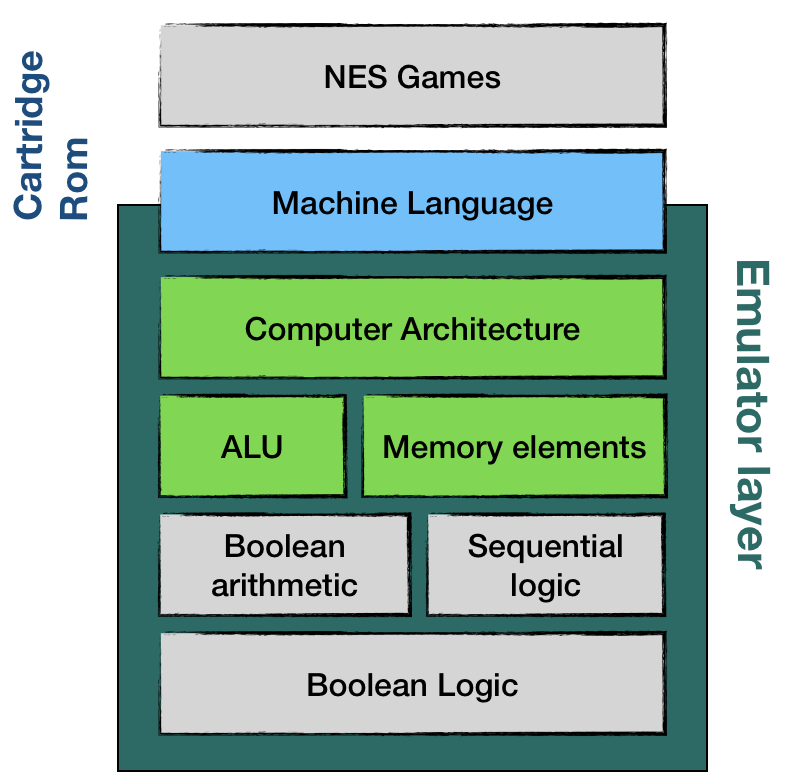 Cartridge
Rom
NES Games
Machine Language
Computer Architecture
ALU
Memory elements
Boolean
arithmetic
Sequential
logic
Boolean Logic
Emulator layer